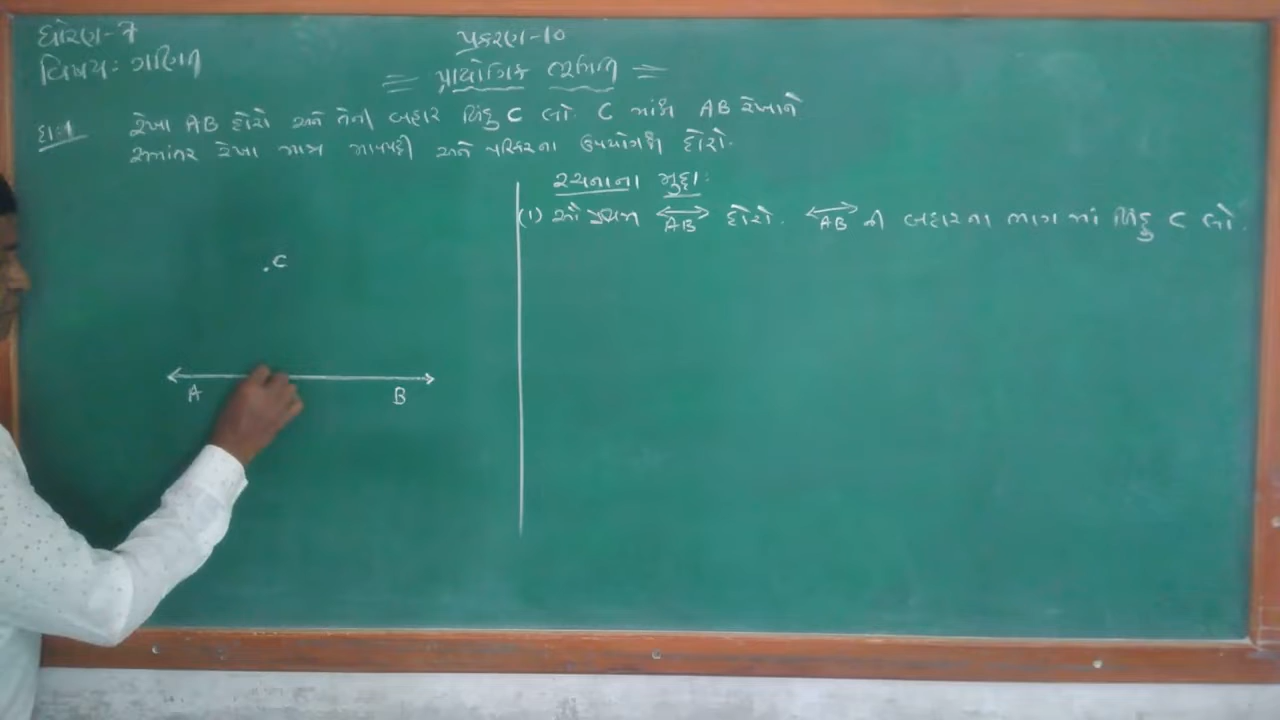 ધોરણ-7
વિષય: ગણિત
પ્રકરણ-10
પ્રાયોગિક ભૂમિતિ
દા:1 રેખા AB દોરો અને તેની બહાર બિંદુ C લો. C માંથી AB રેખાને
સમાંતર રેખા માત્ર માપપટ્ટી અને પરિકરના ઉપયોગથી દોરો.
રચનાના મુદ્દા:
(1) સૌ પ્રથમ AB દોરો. AB ની બહારના ભાગ માં બિંદુ C લો.
C
A B